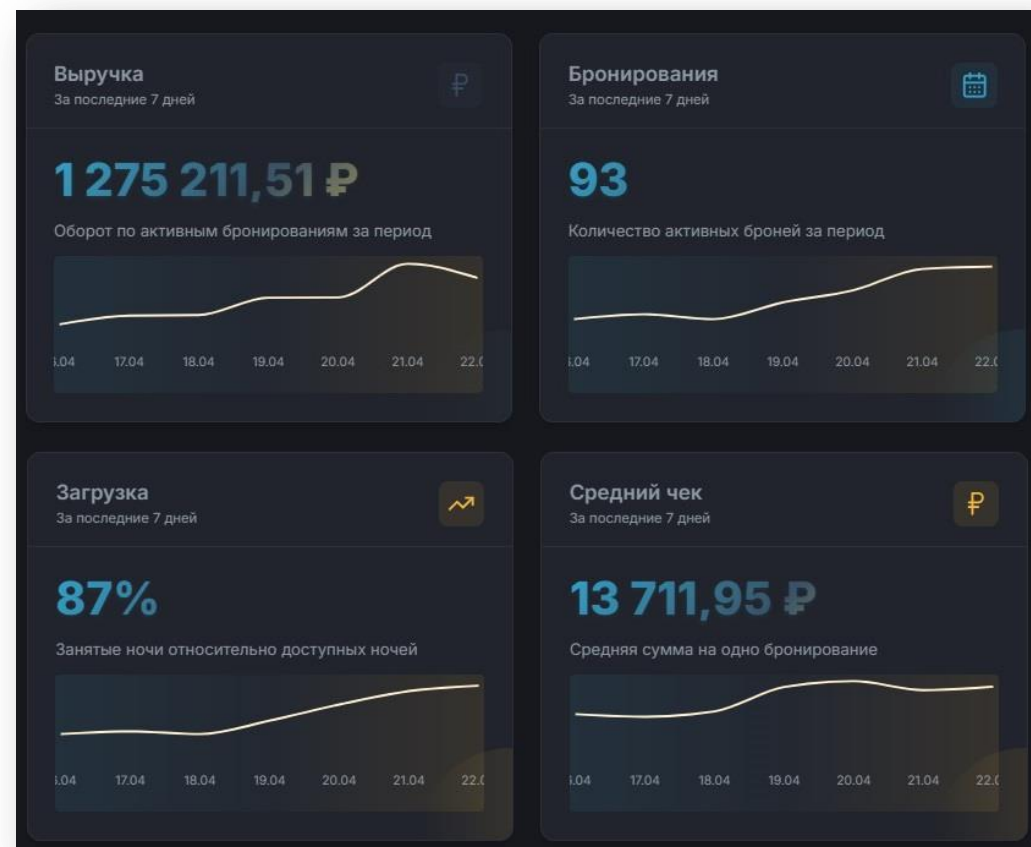 Выручка
За последние 7 дней
₽
1 275 211,51 ₽
Оборот по активным бронированиям за период
17.04 18.04 19.04 20.04 21.04
Бронирования
За последние 7 дней
93
Количество активных броней за период
17.04 18.04 19.04 20.04 21.04
Загрузка
За последние 7 дней
87%
Занятые ночи относительно доступных ночей
17.04 18.04 19.04 20.04 21.04
Средний чек
За последние 7 дней
₽
13 711,95 ₽
Средняя сумма на одно бронирование
17.04 18.04 19.04 20.04 21.04